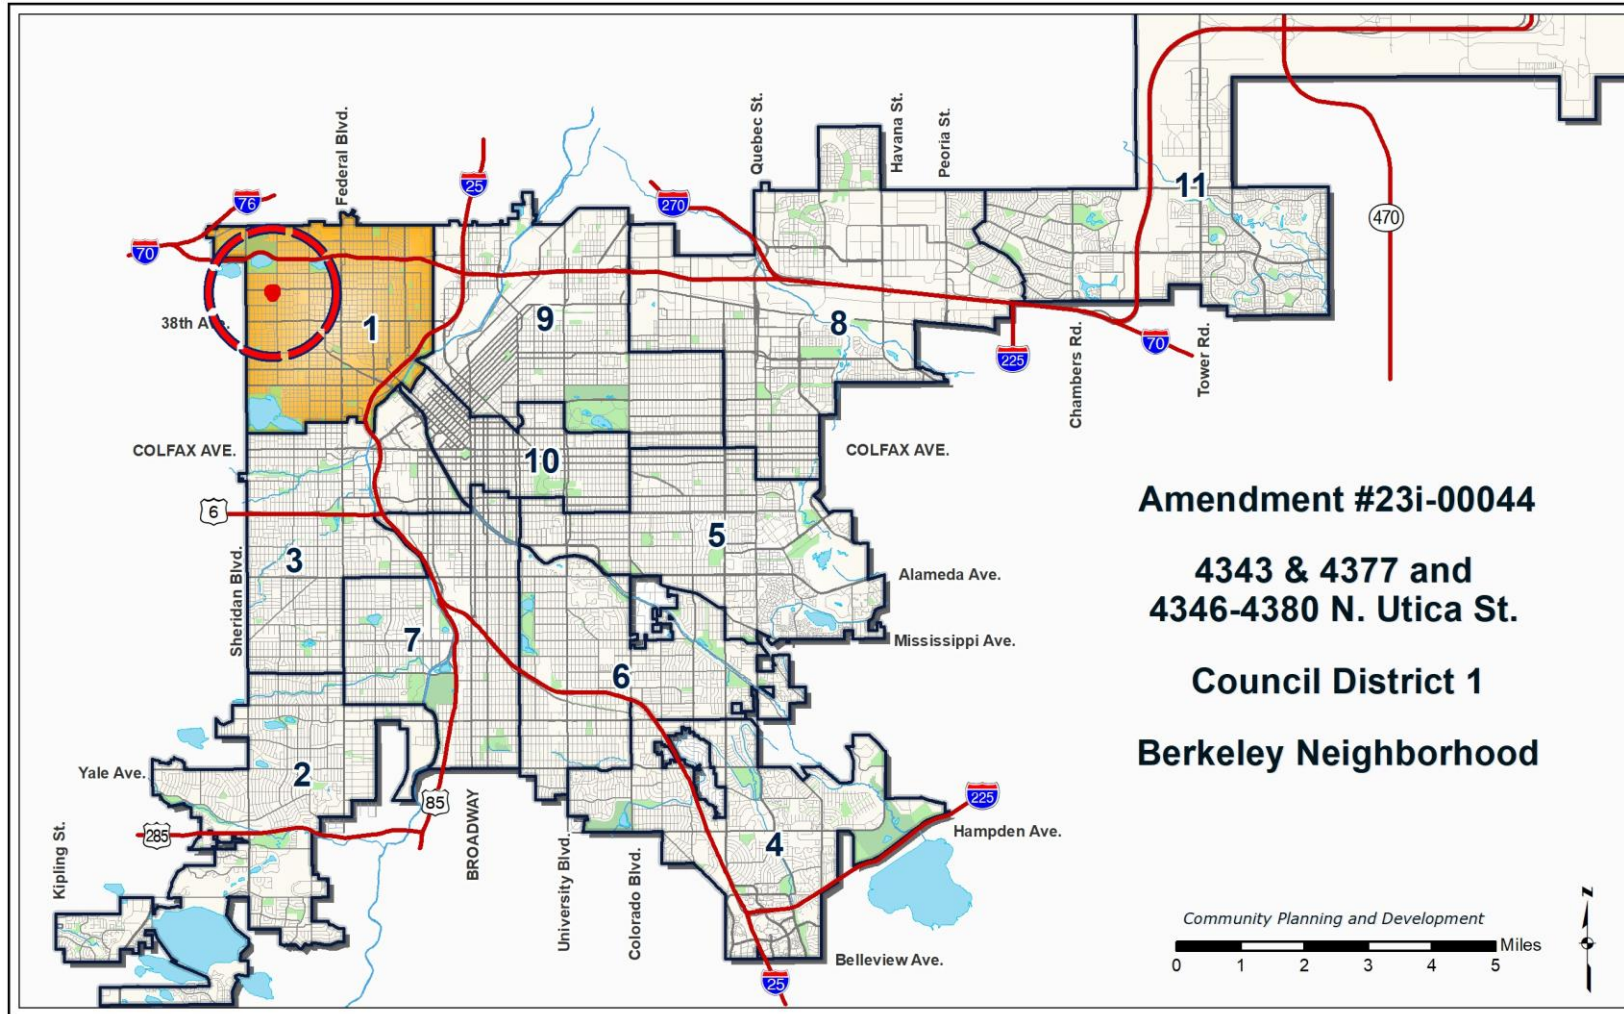 Federal Blvd.
Quebec St.
Havana St.
Peoria St.
25
76
270
11
470
70
38th Ave.
1
9
8
225
70
Chambers Rd.
Tower Rd.
COLFAX AVE.
COLFAX AVE.
10
6
5
3
Sheridan Blvd.
Alameda Ave.
7
Mississippi Ave.
6
Yale Ave.
2
85
285
Kipling St.
BROADWAY
University Blvd.
Colorado Blvd.
4
225
Hampden Ave.
Belleview Ave.
25
Amendment #23i-00044
4343 & 4377 and
4346-4380 N. Utica St.
Council District 1
Berkeley Neighborhood
Community Planning and Development
Miles
0 1 2 3 4 5
N